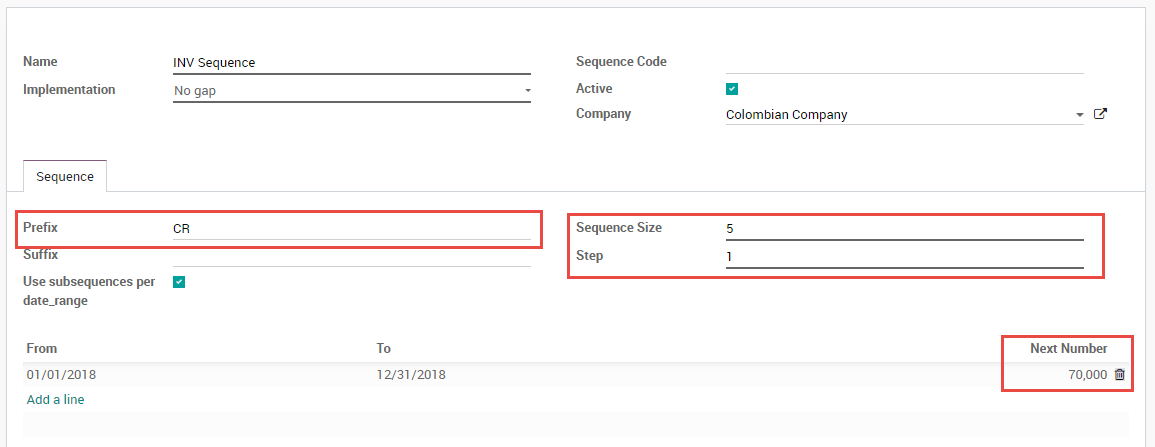 Name INV Sequence Sequence Code
Implementation No gap Active
Company Colombian Company
Sequence
Prefix CR Sequence Size 5
Suffix Step 1
Use subsequences per
date_range
From To Next Number
01/01/2018 12/31/2018 70,000
Add a line